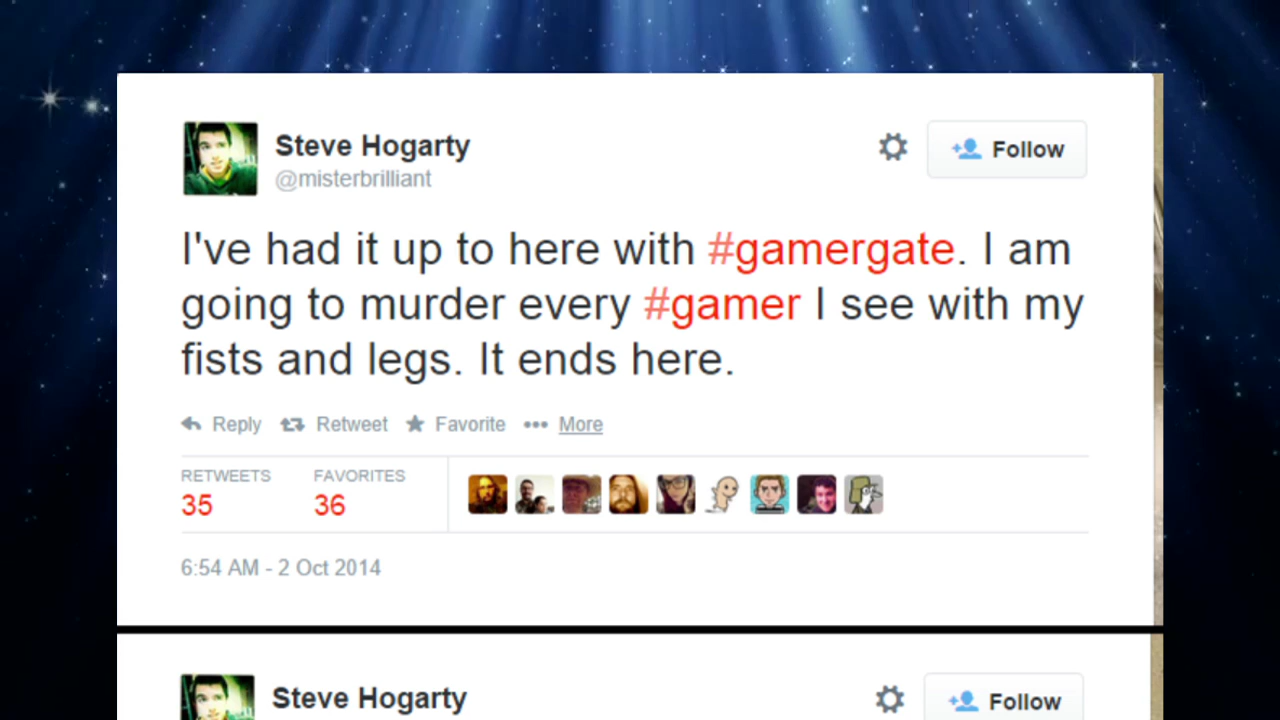 Steve Hogarty
Follow
@misterbrilliant
I've had it up to here with #gamergate. I am
going to murder every #gamer I see with my
fists and legs. It ends here.
Reply Retweet Favorite More
RETWEETS FAVORITES
35 36
6:54 AM - 2 Oct 2014
Steve Hogarty
Follow